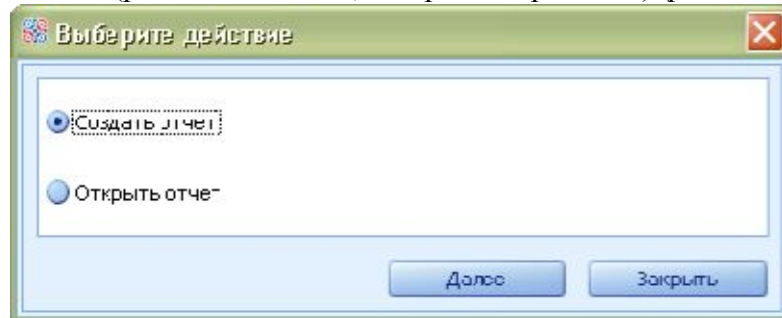 Выберите действие
Создать отчет
Открыть отчет
Далее
Закрыть